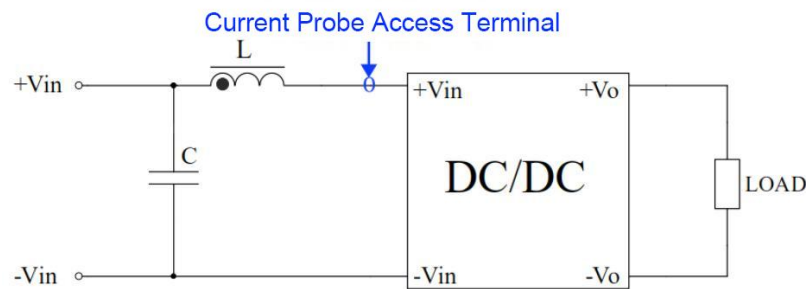 Current Probe Access Terminal
L
+Vin
+Vin
+Vo
C
DC/DC
LOAD
-Vin
-Vin
-Vo